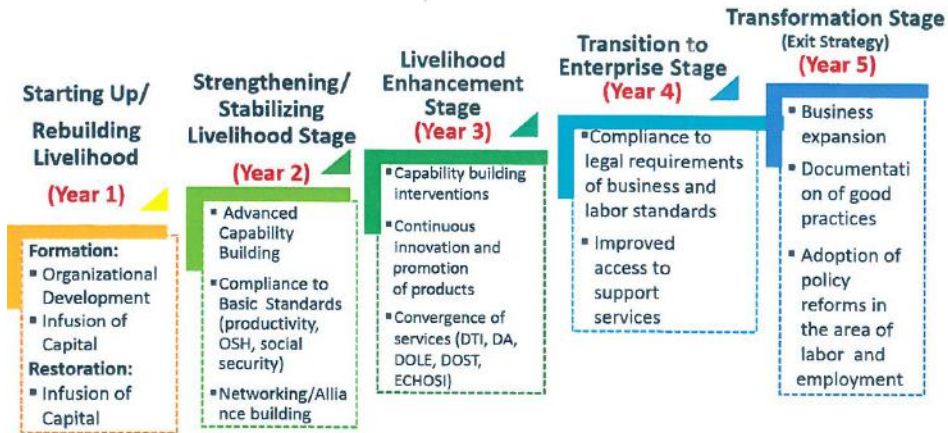 Starting Up/
Rebuilding
Livelihood
(Year 1)
Formation:
▪ Organizational
Development
▪ Infusion of
Capital
Restoration:
▪ Infusion of
Capital
Strengthening/
Stabilizing
Livelihood Stage
(Year 2)
▪ Advanced
Capability
Building
▪ Compliance to
Basic Standards
(productivity,
OSH, social
security)
▪ Networking/Allia
nce building
Livelihood
Enhancement
Stage
(Year 3)
▪ Capability building
interventions
▪ Continuous
innovation and
promotion
of products
▪ Convergence of
services (DTI, DA,
DOLE, DOST,
ECHOSI)
Transition to
Enterprise Stage
(Year 4)
▪Compliance to
legal requirements
of business and
labor standards
▪ Improved
access to
support
services
Transformation Stage
(Exit Strategy)
(Year 5)
▪ Business
expansion
▪ Documentati
on of good
practices
▪ Adoption of
policy
reforms in
the area of
labor and
employment